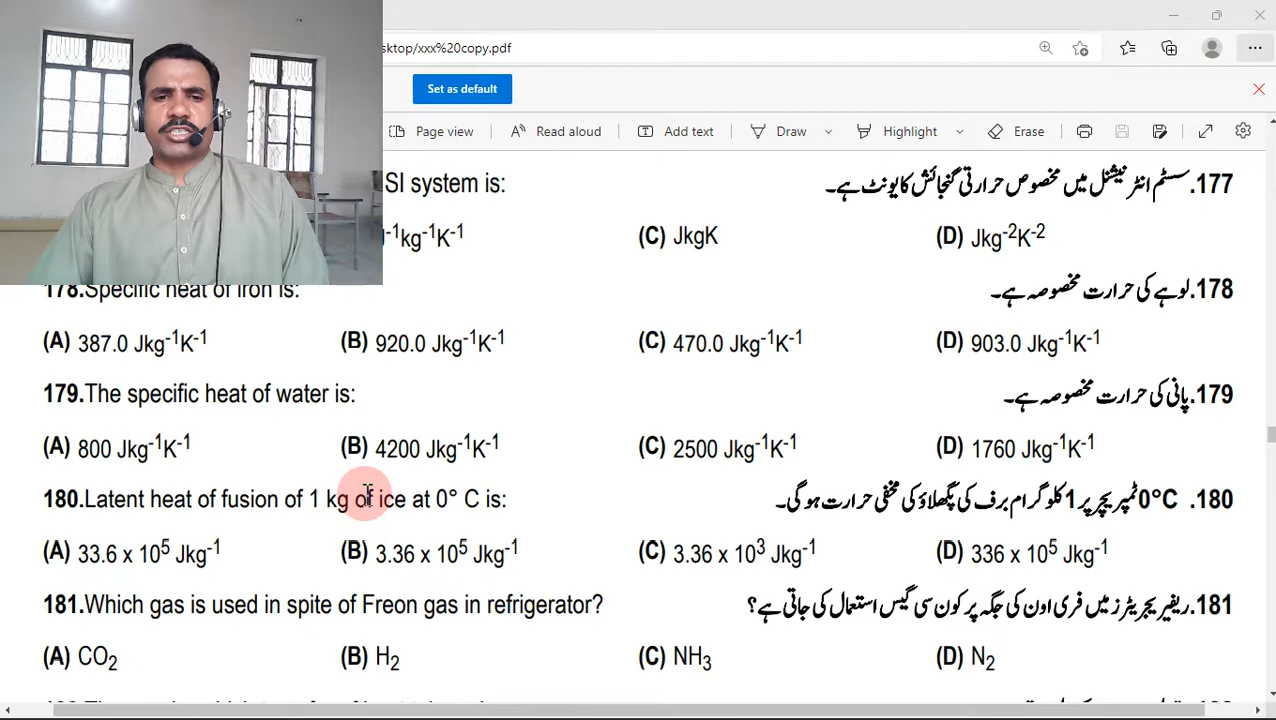 sktop/xxx%20copy.pdf
Set as default
Page view Read aloud Add text Draw Highlight Erase
SI system is: 177.سسٹم انٹرنیشنل میں مخصوص حرارتی گنجائش کا یونٹ ہے۔
⁻¹kg⁻¹K⁻¹ (C) JkgK (D) Jkg⁻²K⁻²
178.Specific heat of iron is: 178.لوہے کی حرارت مخصوصہ ہے۔
(A) 387.0 Jkg⁻¹K⁻¹ (B) 920.0 Jkg⁻¹K⁻¹ (C) 470.0 Jkg⁻¹K⁻¹ (D) 903.0 Jkg⁻¹K⁻¹
179.The specific heat of water is: 179.پانی کی حرارت مخصوصہ ہے۔
(A) 800 Jkg⁻¹K⁻¹ (B) 4200 Jkg⁻¹K⁻¹ (C) 2500 Jkg⁻¹K⁻¹ (D) 1760 Jkg⁻¹K⁻¹
180.Latent heat of fusion of 1 kg of ice at 0° C is: 180. 0°C ٹمپریچر پر 1 کلوگرام برف کی پگھلاؤ کی مخفی حرارت ہوگی۔
(A) 33.6 x 10⁵ Jkg⁻¹ (B) 3.36 x 10⁵ Jkg⁻¹ (C) 3.36 x 10³ Jkg⁻¹ (D) 336 x 10⁵ Jkg⁻¹
181.Which gas is used in spite of Freon gas in refrigerator? 181.ریفریجریٹرز میں فری اون کی جگہ پر کون سی گیس استعمال کی جاتی ہے؟
(A) CO₂ (B) H₂ (C) NH₃ (D) N₂